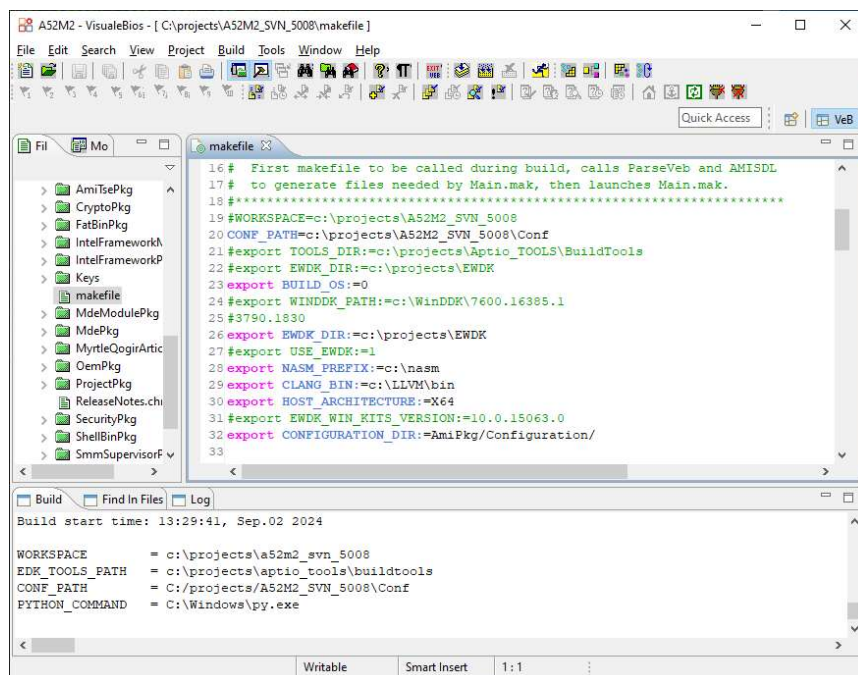 A52M2 - VisualeBios - [ C:\projects\A52M2_SVN_5008\makefile ]
File Edit Search View Project Build Tools Window Help
Quick Access
VeB
Fil
Mo
AmiTsePkg
CryptoPkg
FatBinPkg
IntelFrameworkM
IntelFrameworkP
Keys
makefile
MdeModulePkg
MdePkg
MyrtleQogirArtic
OemPkg
ProjectPkg
ReleaseNotes.chi
SecurityPkg
ShellBinPkg
SmmSupervisorF
makefile
16 #  First makefile to be called during build, calls ParseVeb and AMISDL
17 #  to generate files needed by Main.mak, then launches Main.mak.
18 #**********************************************************************
19 #WORKSPACE=c:\projects\A52M2_SVN_5008
20 CONF_PATH=c:\projects\A52M2_SVN_5008\Conf
21 #export TOOLS_DIR:=c:\projects\Aptio_TOOLS\BuildTools
22 #export EWDK_DIR:=c:\projects\EWDK
23 export BUILD_OS:=0
24 #export WINDDK_PATH:=c:\WinDDK\7600.16385.1
25 #3790.1830
26 export EWDK_DIR:=c:\projects\EWDK
27 #export USE_EWDK:=1
28 export NASM_PREFIX:=c:\nasm
29 export CLANG_BIN:=c:\LLVM\bin
30 export HOST_ARCHITECTURE:=X64
31 #export EWDK_WIN_KITS_VERSION:=10.0.15063.0
32 export CONFIGURATION_DIR:=AmiPkg/Configuration/
33
Build
Find In Files
Log
Build start time: 13:29:41, Sep.02 2024
WORKSPACE = c:\projects\a52m2_svn_5008
EDK_TOOLS_PATH = c:\projects\aptio_tools\buildtools
CONF_PATH = C:/projects/A52M2_SVN_5008\Conf
PYTHON_COMMAND = C:\Windows\py.exe
Writable
Smart Insert
1 : 1